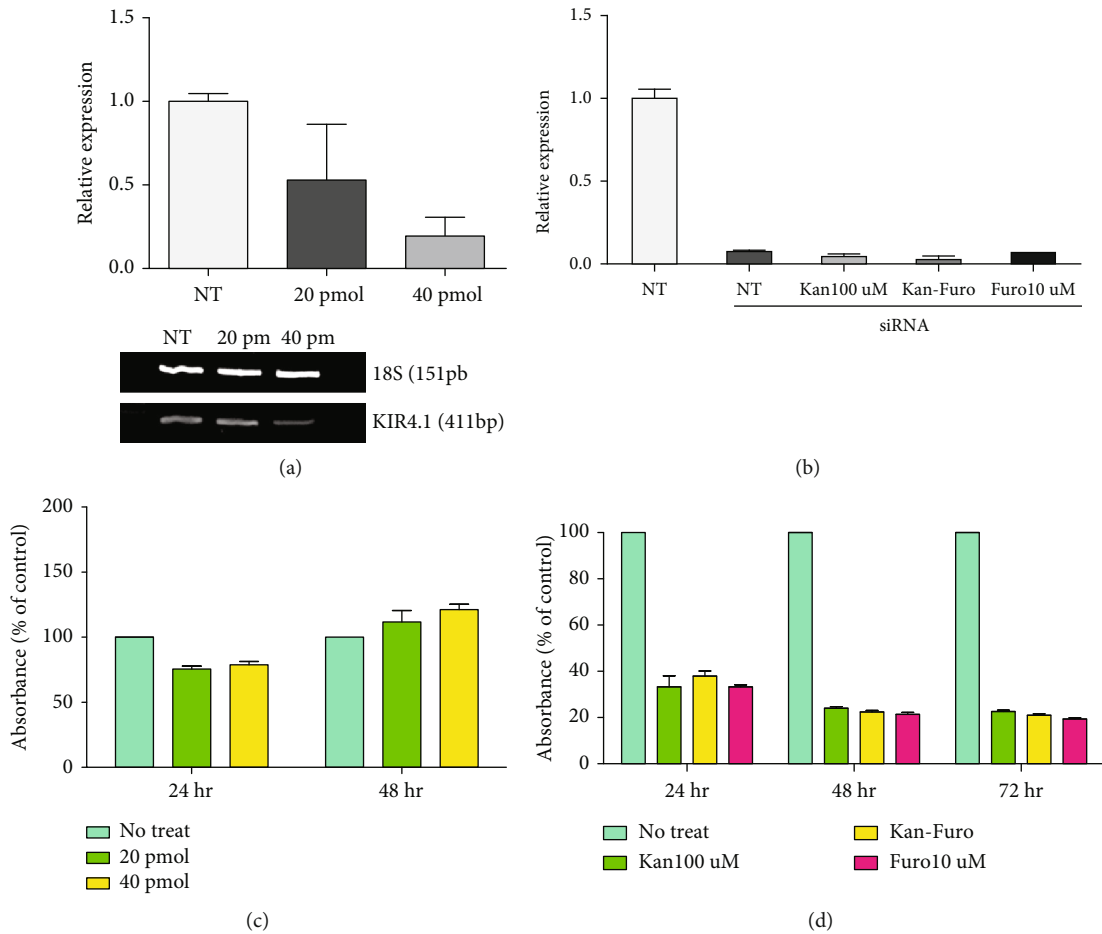 1.5
1.0
0.5
0.0
Relative expression
NT 20 pmol 40 pmol
NT 20 pm 40 pm
18S (151pb
KIR4.1 (411bp)
(a)
1.5
1.0
0.5
0.0
Relative expression
NT NT Kan100 uM Kan-Furo Furo10 uM
siRNA
(b)
200
150
100
50
0
Absorbance (% of control)
24 hr 48 hr
No treat
20 pmol
40 pmol
(c)
100
80
60
40
20
0
Absorbance (% of control)
24 hr 48 hr 72 hr
No treat Kan-Furo
Kan100 uM Furo10 uM
(d)